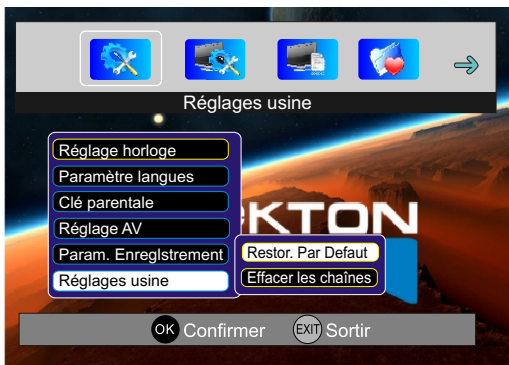 Réglages usine
Réglage horloge
Paramètre langues
Clé parentale
Réglage AV
Param. Enreglstrement
Réglages usine
Restor. Par Defaut
Effacer les chaînes
KTON
OK Confirmer EXIT Sortir